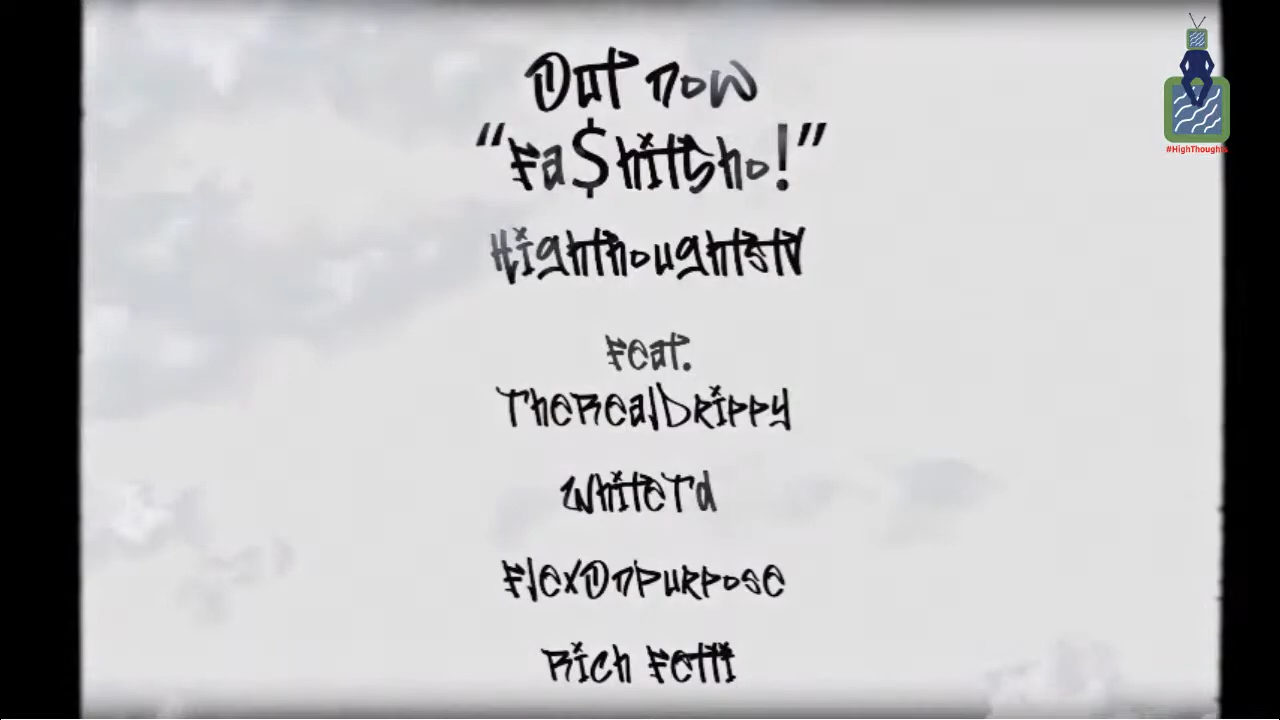 Out now
“Fa$hitsho!”
Highthoughtstv
Feat.
TheRealDrippy
WhiteTd
FlexOnpurpose
Rich Fetti
#HighThoughts